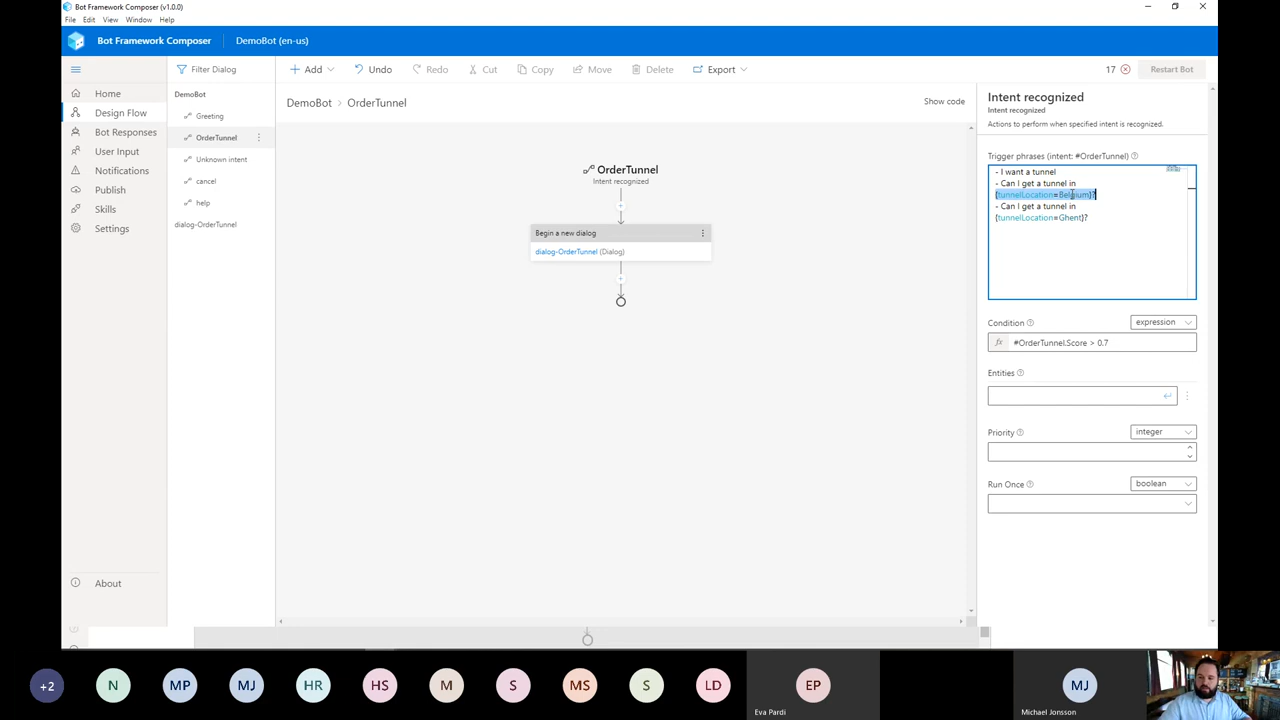 Bot Framework Composer (v1.0.0)
File Edit View Window Help
Bot Framework Composer DemoBot (en-us)
Filter Dialog
Add Undo Redo Cut Copy Move Delete Export 17 Restart Bot
Home
Design Flow
Bot Responses
User Input
Notifications
Publish
Skills
Settings
About
DemoBot
Greeting
OrderTunnel
Unknown intent
cancel
help
dialog-OrderTunnel
DemoBot > OrderTunnel
Show code
OrderTunnel
Intent recognized
Begin a new dialog
dialog-OrderTunnel (Dialog)
Intent recognized
Intent recognized
Actions to perform when specified intent is recognized.
Trigger phrases (intent: #OrderTunnel)
- I want a tunnel
- Can I get a tunnel in
{tunnelLocation=Belgium}?
- Can I get a tunnel in
{tunnelLocation=Ghent}?
Condition expression
fx #OrderTunnel.Score > 0.7
Entities
Priority integer
Run Once boolean
+2 N MP MJ HR HS M S MS S LD EP MJ
Eva Pardi Michael Jonsson